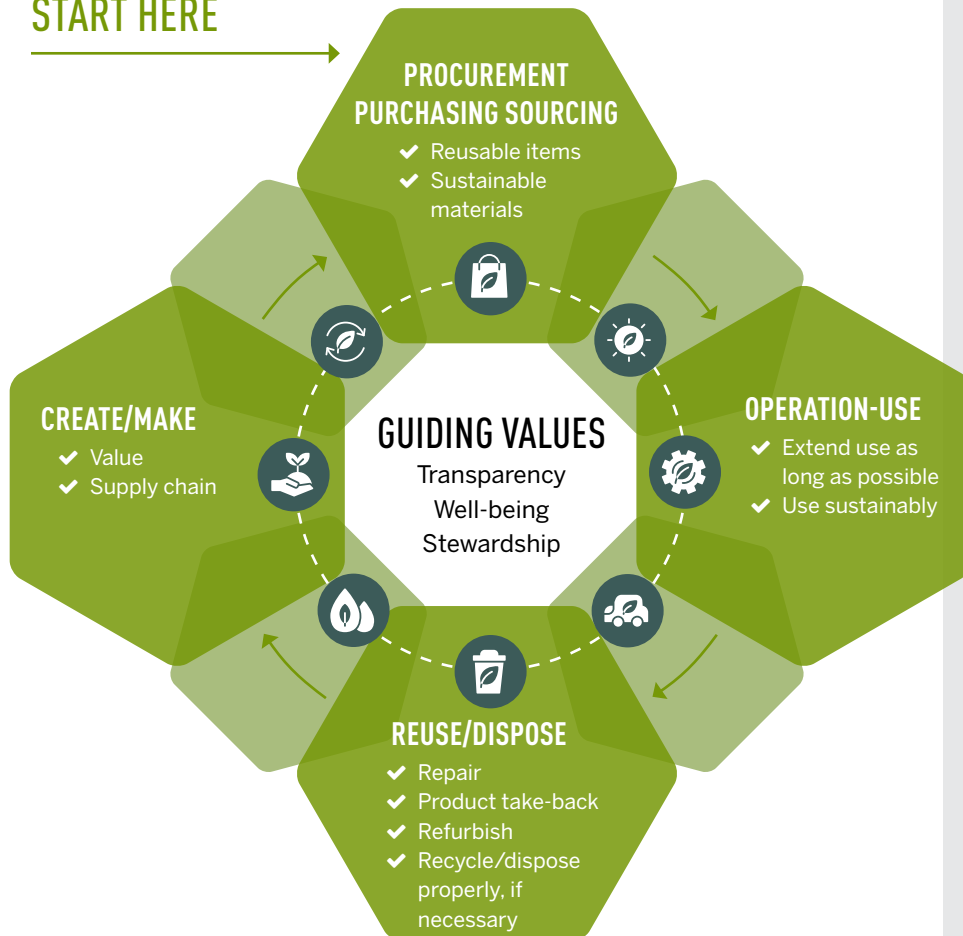 START HERE
PROCUREMENT
PURCHASING SOURCING
Reusable items
Sustainable
materials
OPERATION-USE
Extend use as
long as possible
Use sustainably
REUSE/DISPOSE
Repair
Product take-back
Refurbish
Recycle/dispose
properly, if
necessary
CREATE/MAKE
Value
Supply chain
GUIDING VALUES
Transparency
Well-being
Stewardship